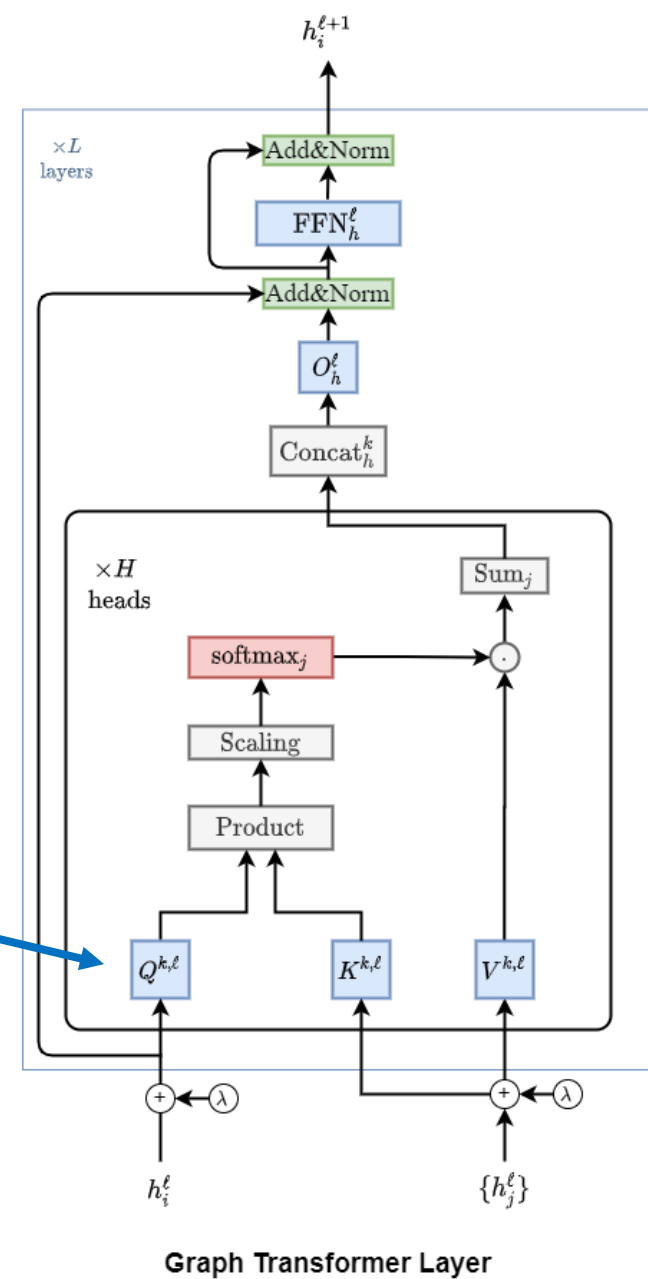 h_i^{ℓ+1}
×L
layers
Add&Norm
FFN_h^ℓ
Add&Norm
O_h^ℓ
Concat_h^k
×H
heads
Sum_j
softmax_j
·
Scaling
Product
Q^{k,ℓ}
K^{k,ℓ}
V^{k,ℓ}
+ λ
+ λ
h_i^ℓ
{h_j^ℓ}
Graph Transformer Layer